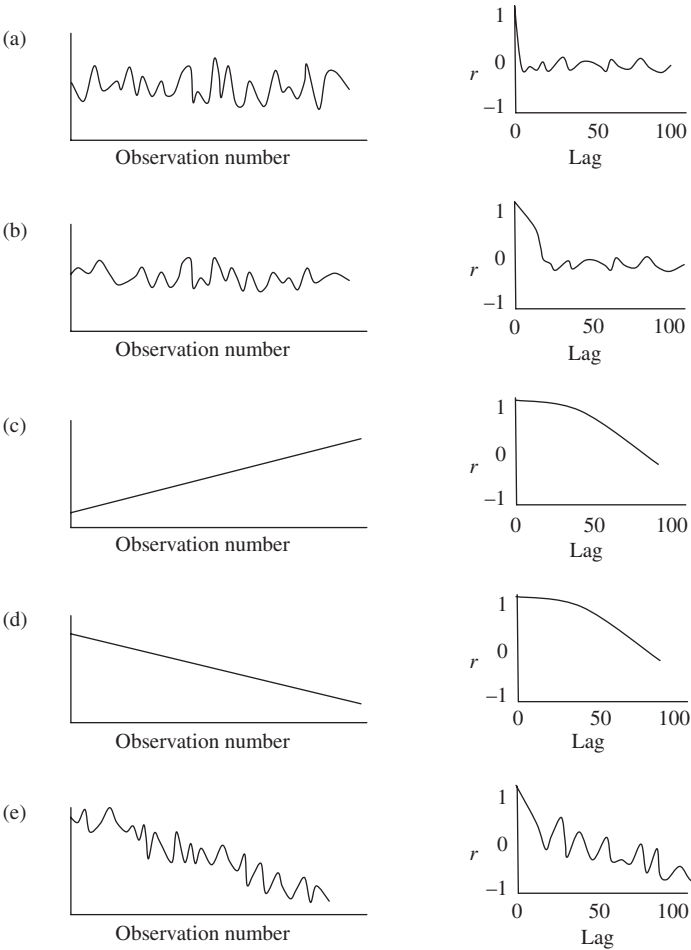 (a)
Observation number
1
0
r
–1
0 50 100
Lag
(b)
Observation number
1
0
r
–1
0 50 100
Lag
(c)
Observation number
1
0
r
–1
0 50 100
Lag
(d)
Observation number
1
0
r
–1
0 50 100
Lag
(e)
Observation number
1
0
r
–1
0 50 100
Lag